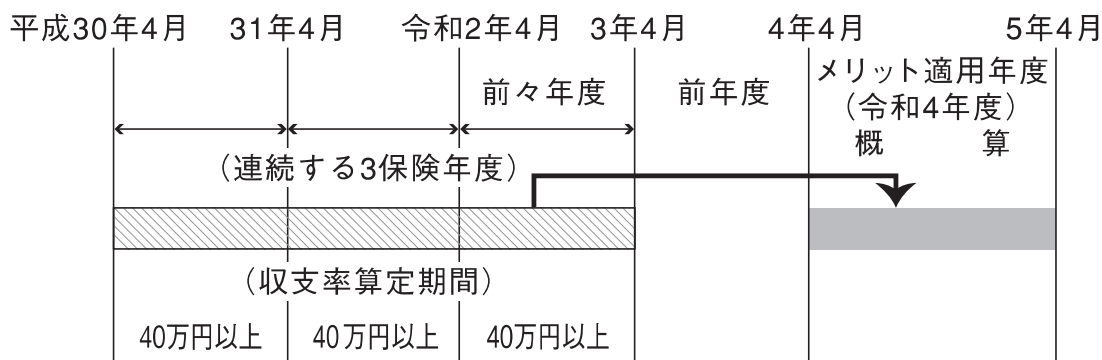 平成30年4月 31年4月 令和2年4月 3年4月 4年4月 5年4月
前々年度 前年度 メリット適用年度
（令和4年度）
概 算
（連続する3保険年度）
（収支率算定期間）
40万円以上 40万円以上 40万円以上